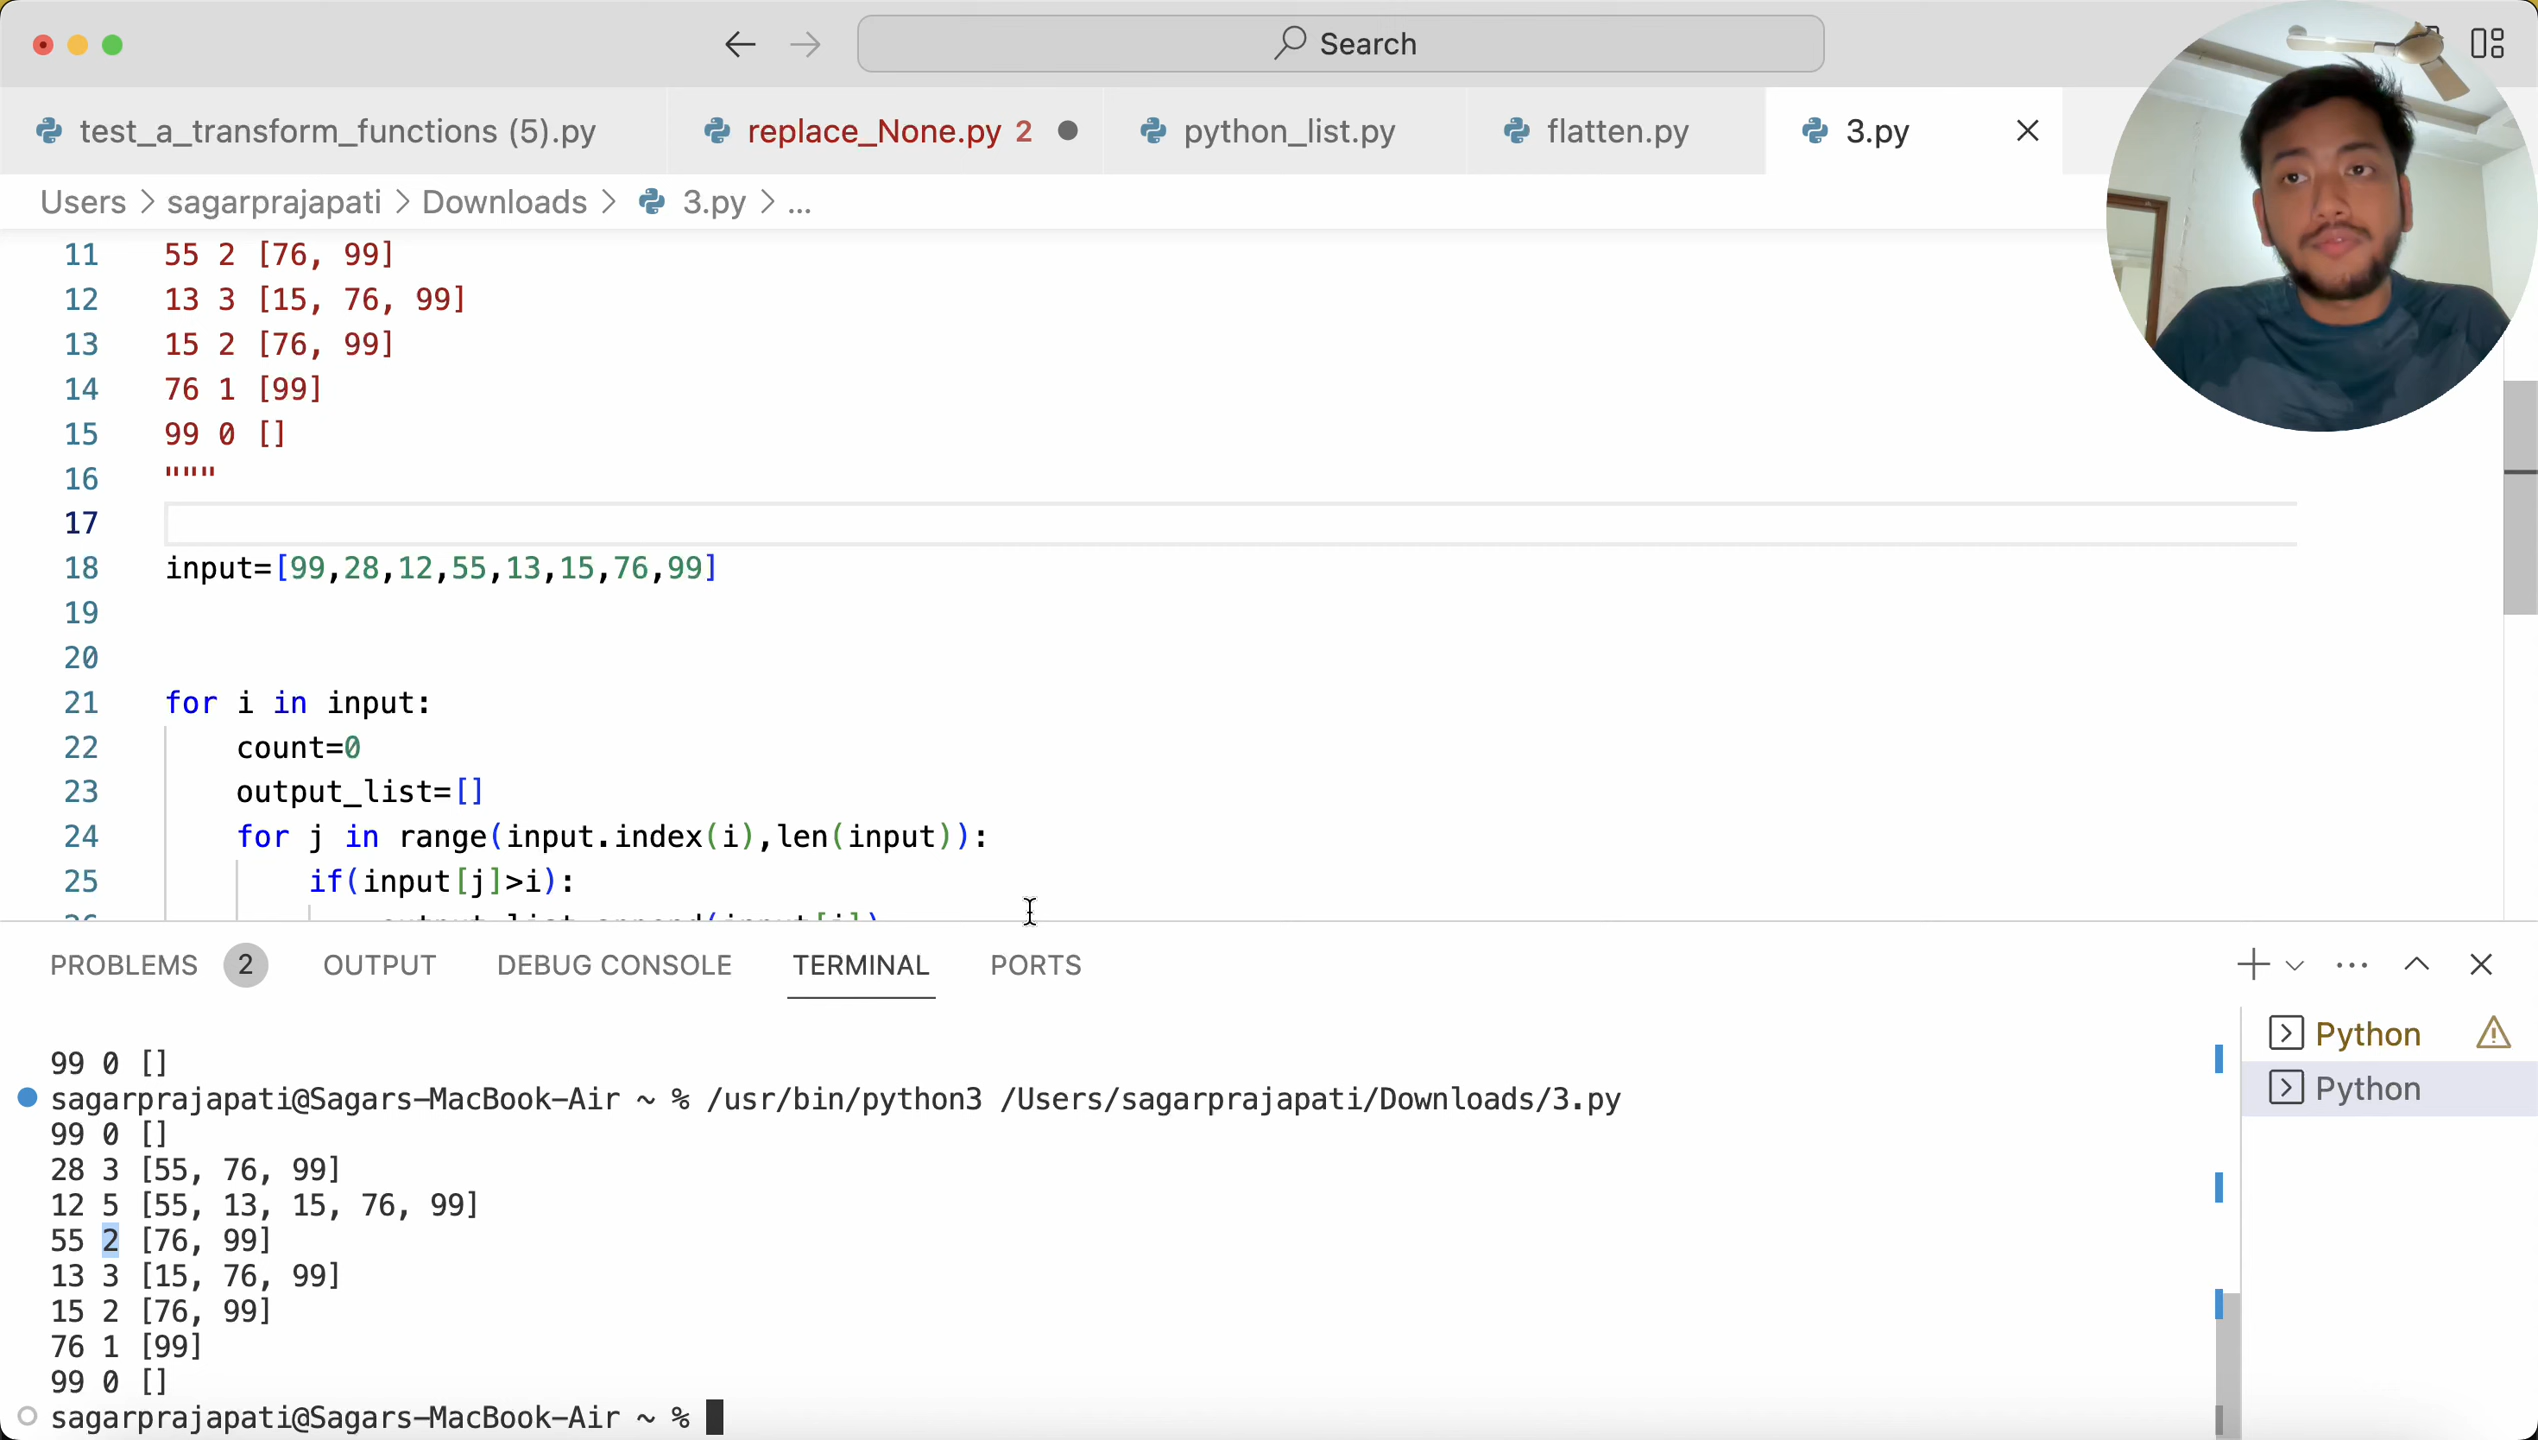 Search
test_a_transform_functions (5).py
replace_None.py 2
python_list.py
flatten.py
3.py
Users > sagarprajapati > Downloads > 3.py > ...
11 55 2 [76, 99]
12 13 3 [15, 76, 99]
13 15 2 [76, 99]
14 76 1 [99]
15 99 0 []
16 """
17
18 input=[99,28,12,55,13,15,76,99]
19
20
21 for i in input:
22 count=0
23 output_list=[]
24 for j in range(input.index(i),len(input)):
25 if(input[j]>i):
26 output_list.append(input[j])
PROBLEMS 2 OUTPUT DEBUG CONSOLE TERMINAL PORTS
99 0 []
sagarprajapati@Sagars-MacBook-Air ~ % /usr/bin/python3 /Users/sagarprajapati/Downloads/3.py
99 0 []
28 3 [55, 76, 99]
12 5 [55, 13, 15, 76, 99]
55 2 [76, 99]
13 3 [15, 76, 99]
15 2 [76, 99]
76 1 [99]
99 0 []
sagarprajapati@Sagars-MacBook-Air ~ %
Python
Python